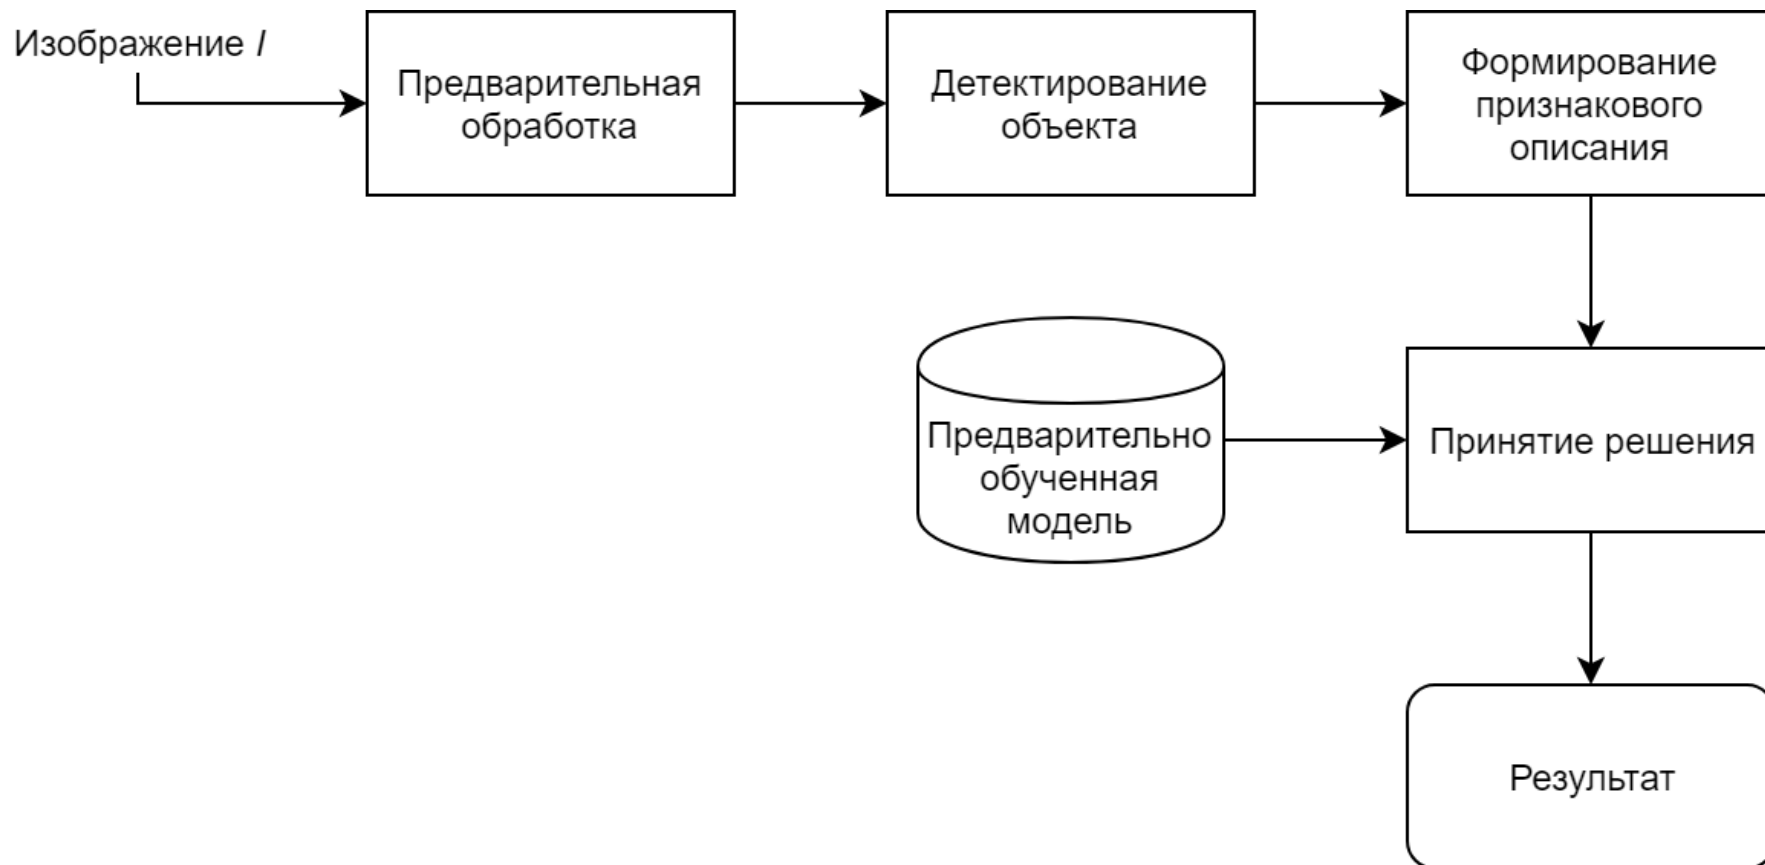 Изображение I
Предварительная
обработка
Детектирование
объекта
Формирование
признакового
описания
Предварительно
обученная
модель
Принятие решения
Результат